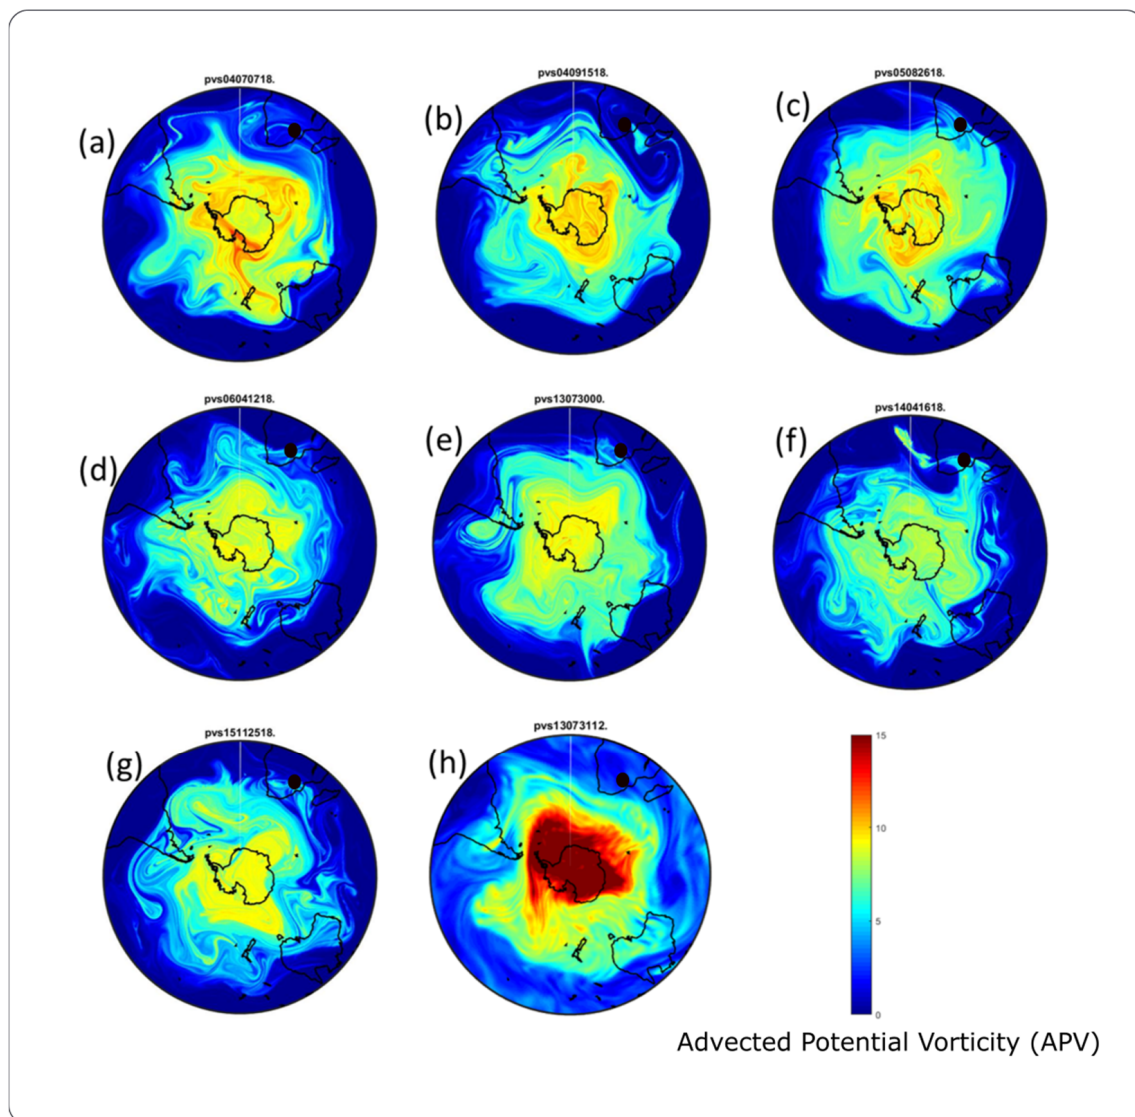 pvs04070718.
(a)
pvs04091518.
(b)
pvs05082618.
(c)
pvs06041218.
(d)
pvs13073000.
(e)
pvs14041618.
(f)
pvs15112518.
(g)
pvs13073112.
(h)
15
10
5
0
Advected Potential Vorticity (APV)